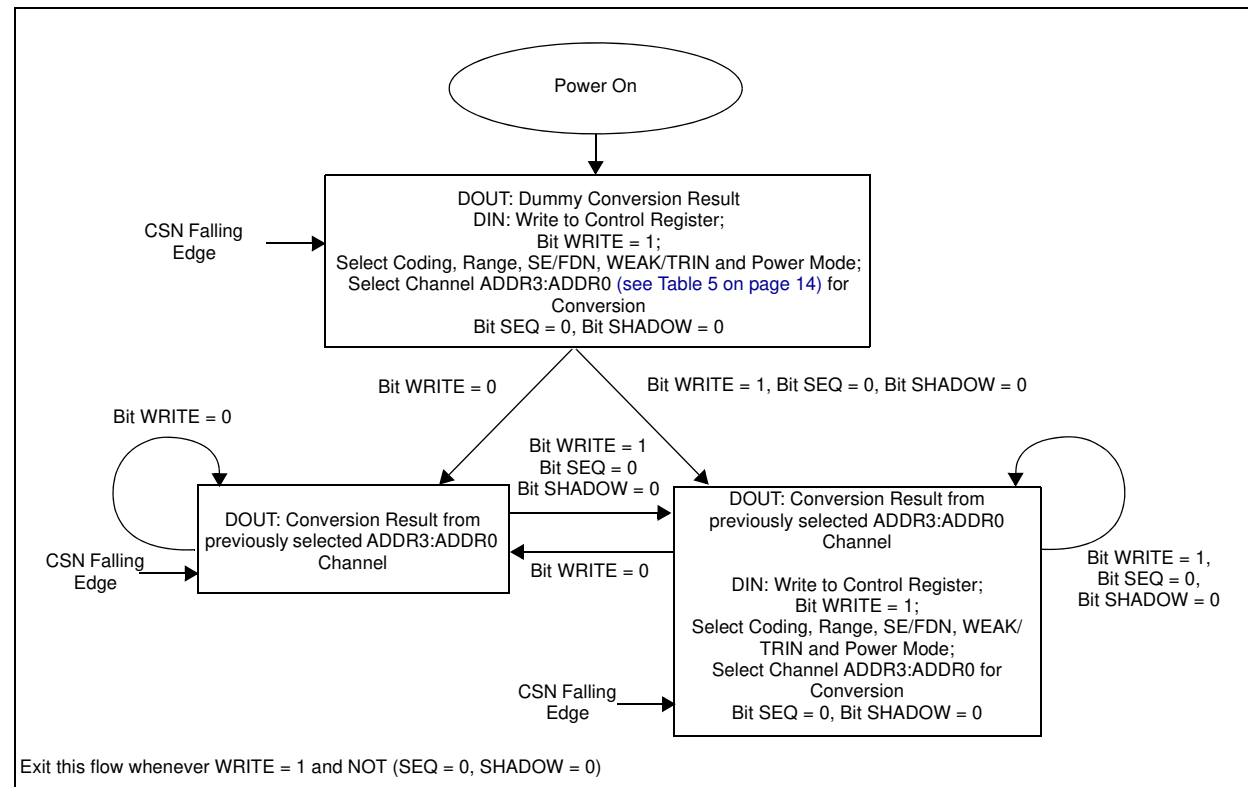 Power On
CSN Falling
Edge
DOUT: Dummy Conversion Result
DIN: Write to Control Register;
Bit WRITE = 1;
Select Coding, Range, SE/FDN, WEAK/TRIN and Power Mode;
Select Channel ADDR3:ADDR0 (see Table 5 on page 14) for
Conversion
Bit SEQ = 0, Bit SHADOW = 0
Bit WRITE = 0
Bit WRITE = 1, Bit SEQ = 0, Bit SHADOW = 0
Bit WRITE = 0
Bit WRITE = 1
Bit SEQ = 0
Bit SHADOW = 0
CSN Falling
Edge
DOUT: Conversion Result from
previously selected ADDR3:ADDR0
Channel
Bit WRITE = 0
DOUT: Conversion Result from
previously selected ADDR3:ADDR0
Channel
DIN: Write to Control Register;
Bit WRITE = 1;
Select Coding, Range, SE/FDN, WEAK/
TRIN and Power Mode;
Select Channel ADDR3:ADDR0 for
Conversion
Bit SEQ = 0, Bit SHADOW = 0
Bit WRITE = 1,
Bit SEQ = 0,
Bit SHADOW = 0
CSN Falling
Edge
Exit this flow whenever WRITE = 1 and NOT (SEQ = 0, SHADOW = 0)